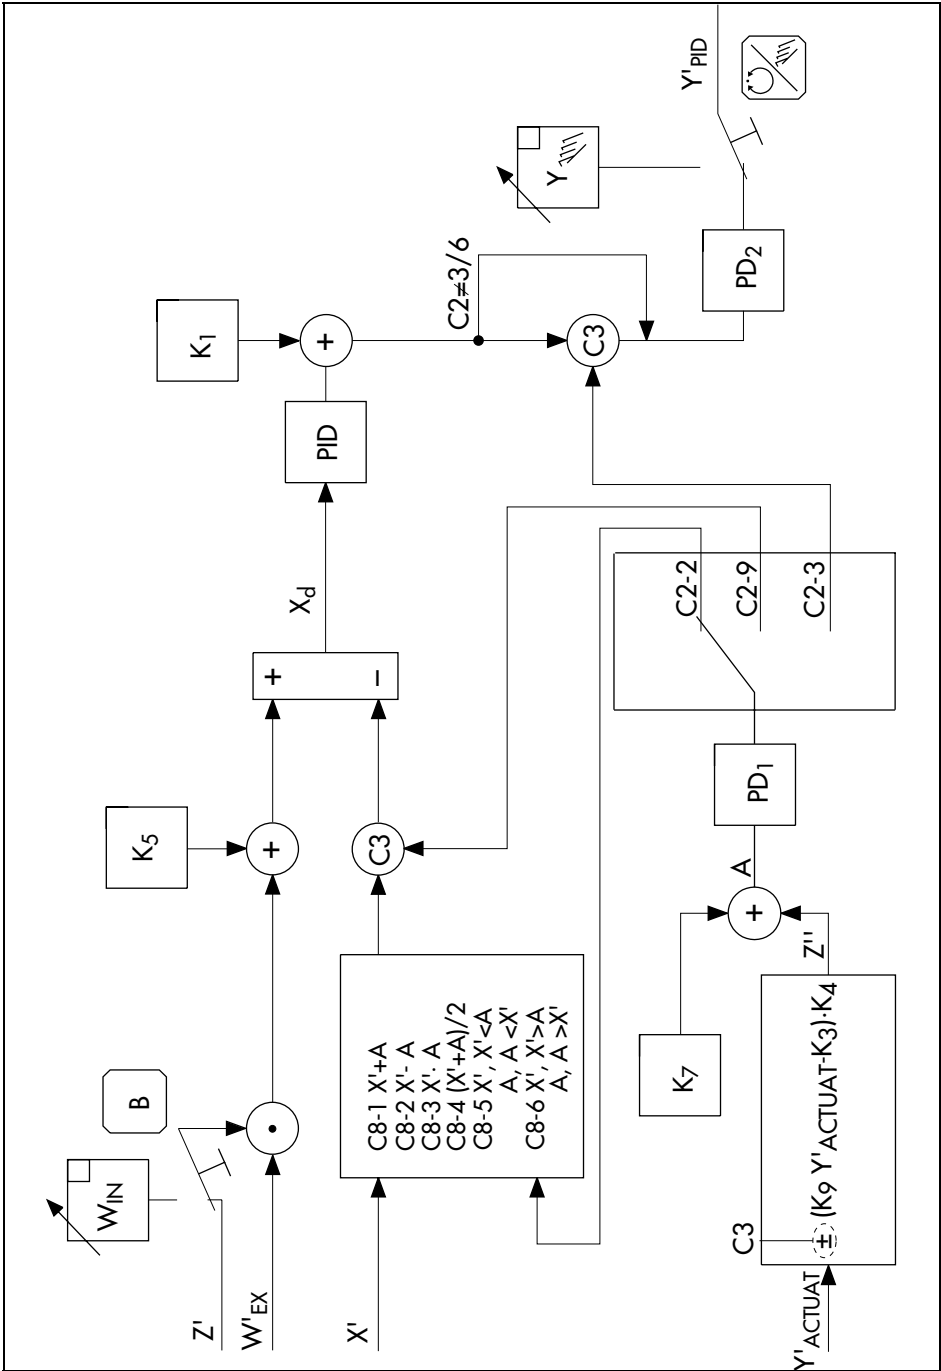 Z'
W'EX
X'
Y'ACTUAT
WIN
B
K5
+
C3
C8-1 X'+A
C8-2 X'- A
C8-3 X'· A
C8-4 (X'+A)/2
C8-5 X', X'<A
A, A <X'
C8-6 X', X'>A
A, A >X'
+
−
Xd
PID
K1
+
C2≠3/6
C3
Y
PD2
Y'PID
C3
± (K9 Y'ACTUAT-K3)·K4
Z''
K7
+
A
PD1
C2-2
C2-9
C2-3